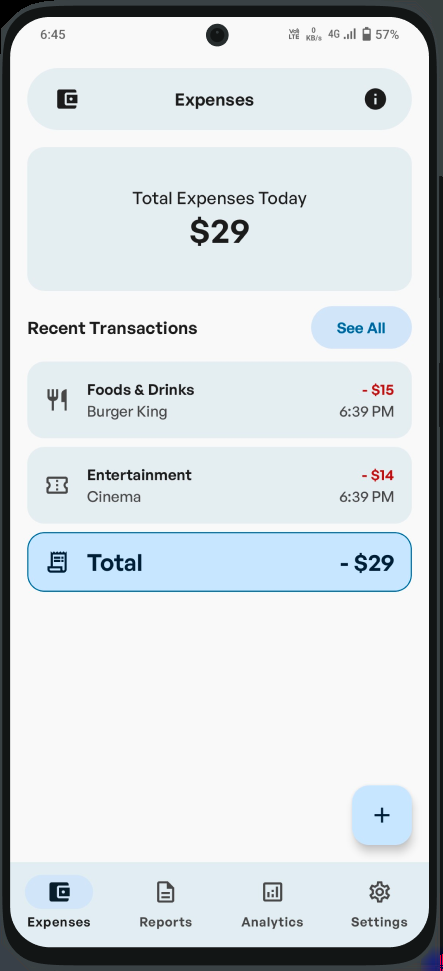 6:45
Vo)) LTE
0 KB/s
4G
57%
Expenses
Total Expenses Today
$29
Recent Transactions
See All
Foods & Drinks
- $15
Burger King
6:39 PM
Entertainment
- $14
Cinema
6:39 PM
Total
- $29
+
Expenses
Reports
Analytics
Settings